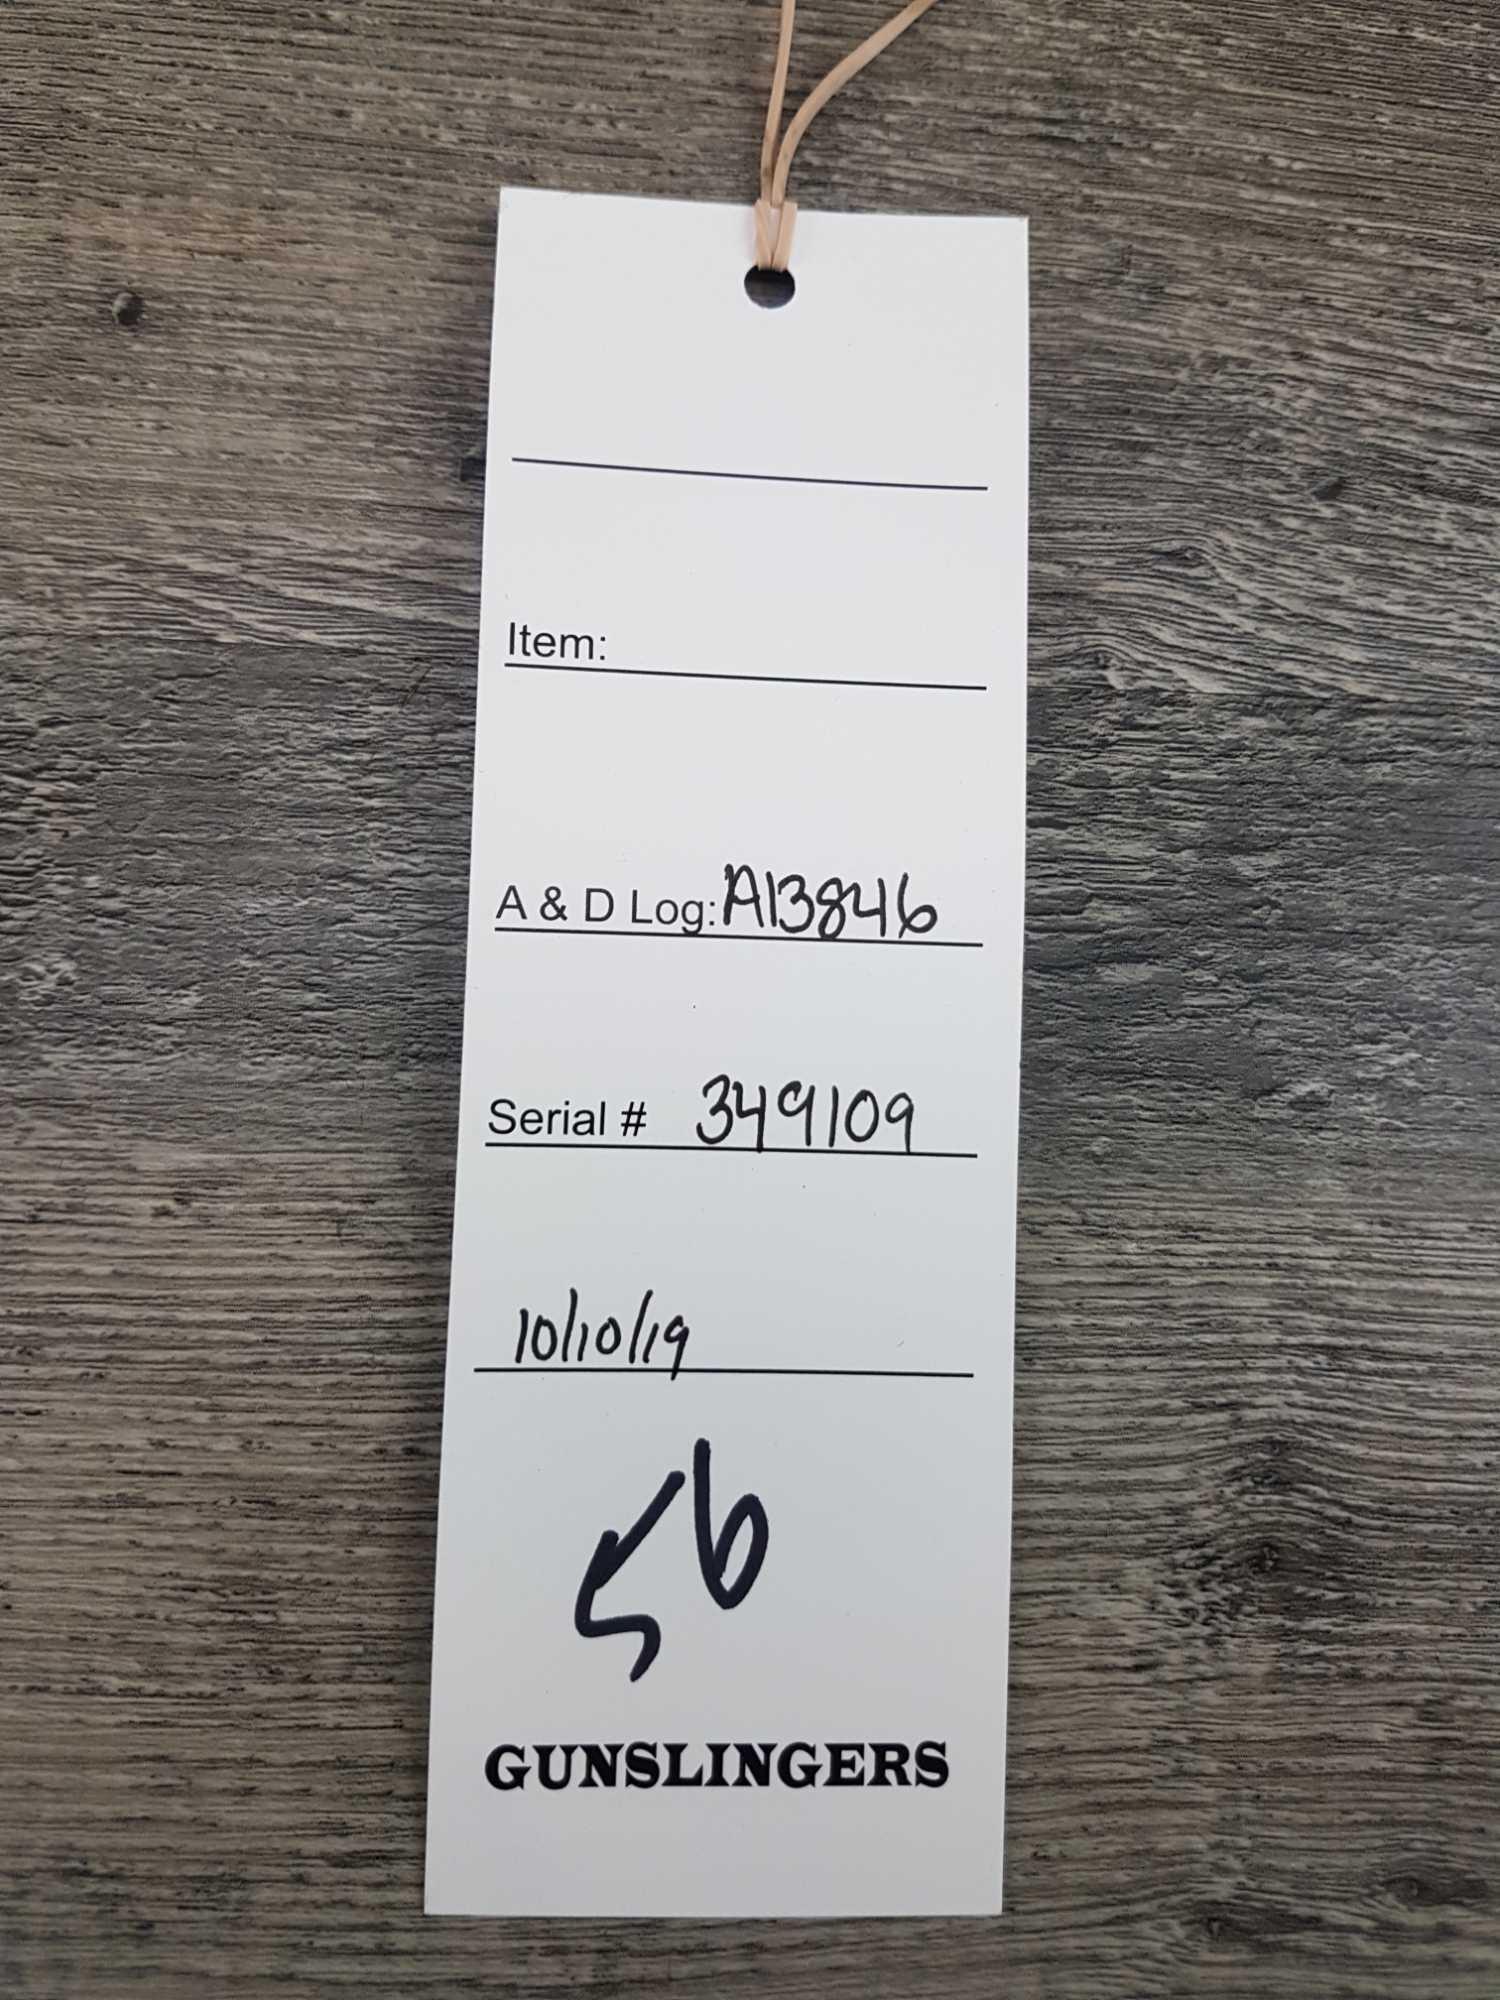 Item:
A & D Log: A13846
Serial # 349109
10/10/19
56
GUNSLINGERS